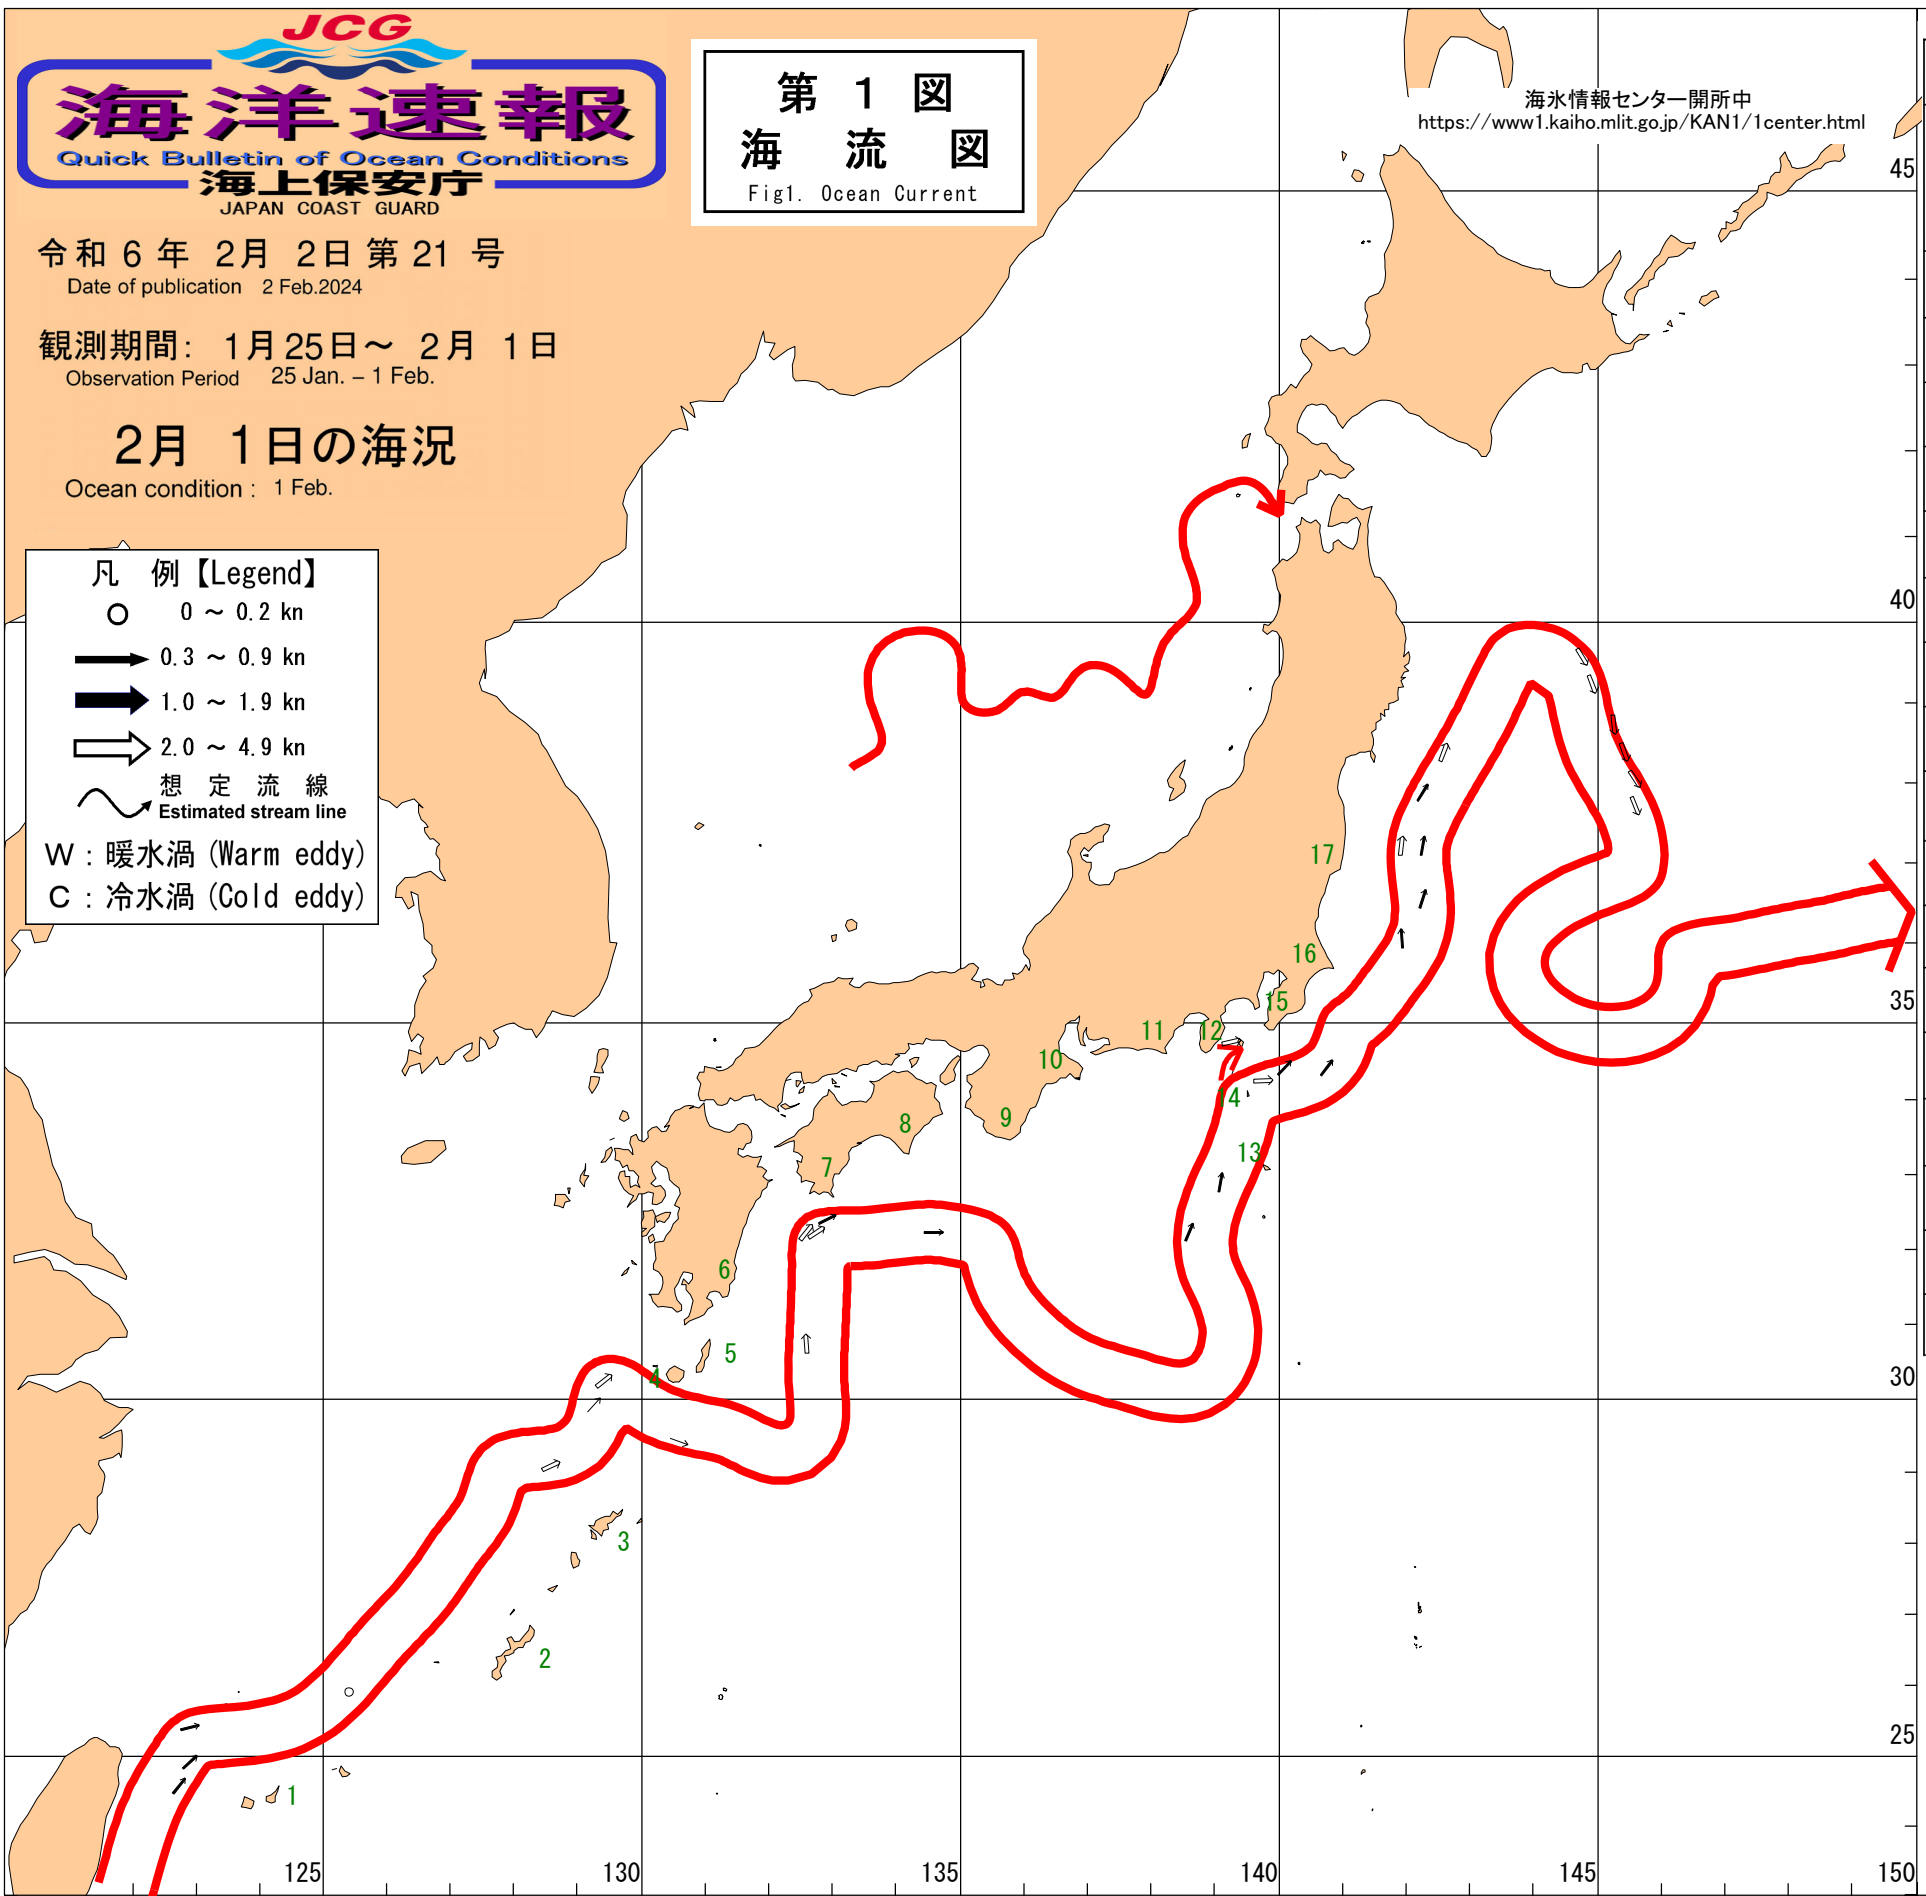 JCG
海洋速報
Quick Bulletin of Ocean Conditions
海上保安庁
JAPAN COAST GUARD
令和 6 年 2月 2日 第 21 号
Date of publication 2 Feb.2024
観測期間: 1月25日～ 2月 1日
Observation Period 25 Jan. – 1 Feb.
2月 1日の海況
Ocean condition : 1 Feb.
第 1 図
海 流 図
Fig1. Ocean Current
海氷情報センター開所中
https://www1.kaiho.mlit.go.jp/KAN1/1center.html
凡 例【Legend】
0 ～ 0.2 kn
0.3 ～ 0.9 kn
1.0 ～ 1.9 kn
2.0 ～ 4.9 kn
想 定 流 線
Estimated stream line
W : 暖水渦 (Warm eddy)
C : 冷水渦 (Cold eddy)
45
40
35
30
25
17
16
15
12
11
10
14
9
8
13
7
6
5
4
3
2
1
125
130
135
140
145
150